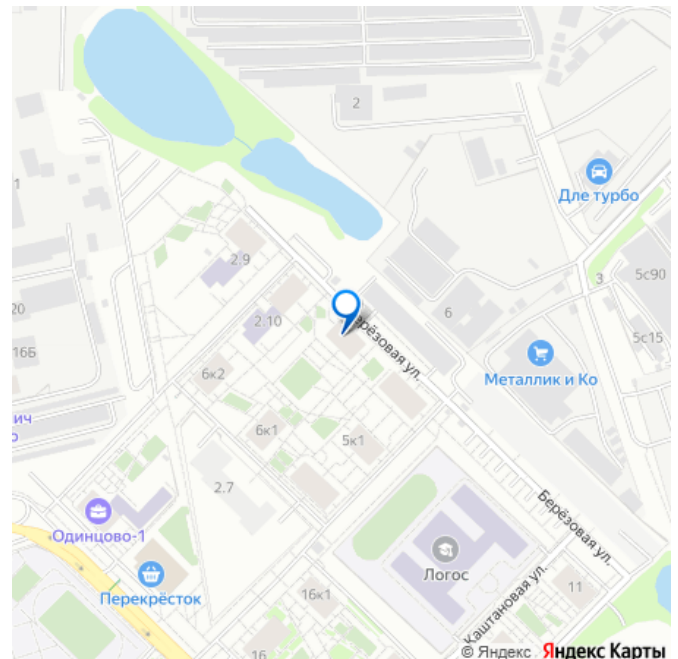 2
Дле турбо
1
2.9
3
5с90
20
6
5с15
2.10
Берёзовая ул.
16Б
Металлик и Ко
6к2
ич
о
6к1
5к1
2.7
Берёзовая ул.
Одинцово-1
Логос
Перекрёсток
Каштановая ул.
11
16к1
16
© Яндекс Яндекс Карты